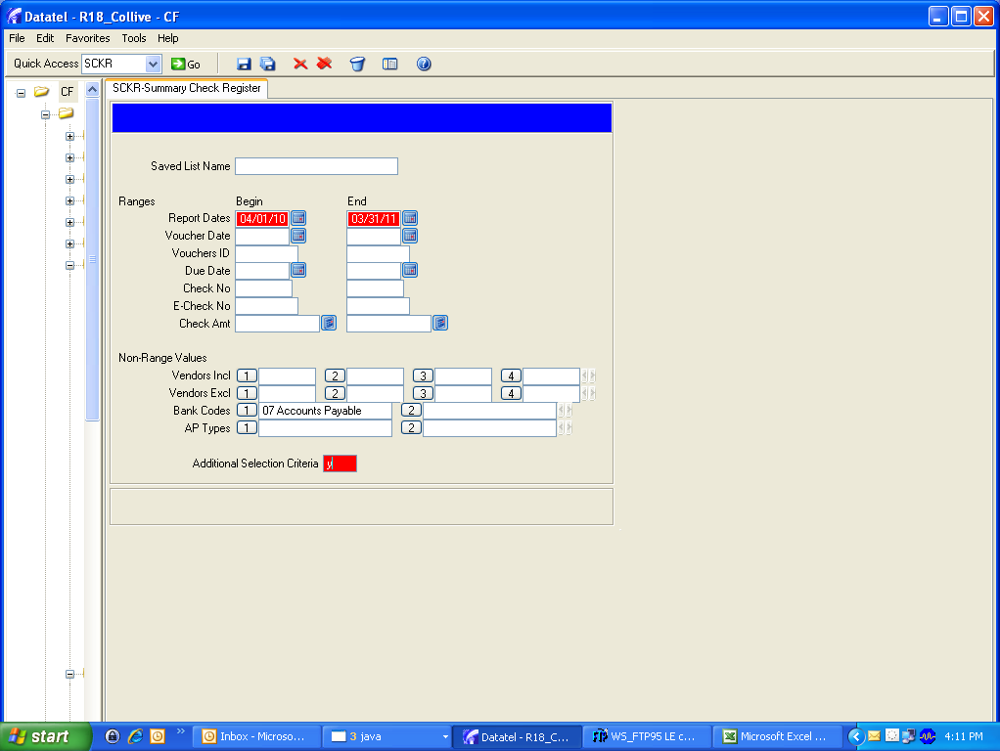 Datatel - R18_Collive - CF
File Edit Favorites Tools Help
Quick Access SCKR Go
CF
SCKR-Summary Check Register
Saved List Name
Ranges Begin End
Report Dates 04/01/10 03/31/11
Voucher Date
Vouchers ID
Due Date
Check No
E-Check No
Check Amt
Non-Range Values
Vendors Incl 1 2 3 4
Vendors Excl 1 2 3 4
Bank Codes 1 07 Accounts Payable 2
AP Types 1 2
Additional Selection Criteria y
start Inbox - Microso... 3 java Datatel - R18_C... WS_FTP95 LE c... Microsoft Excel ... 4:11 PM